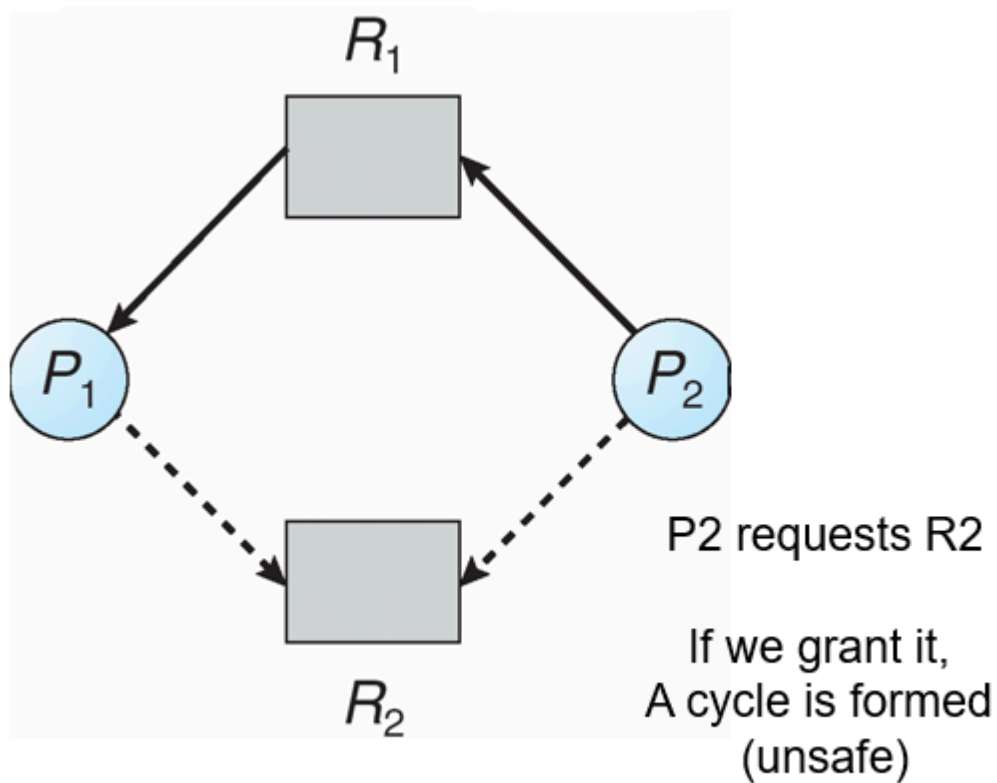 R1
P1
P2
P2 requests R2
R2
If we grant it,
A cycle is formed
(unsafe)